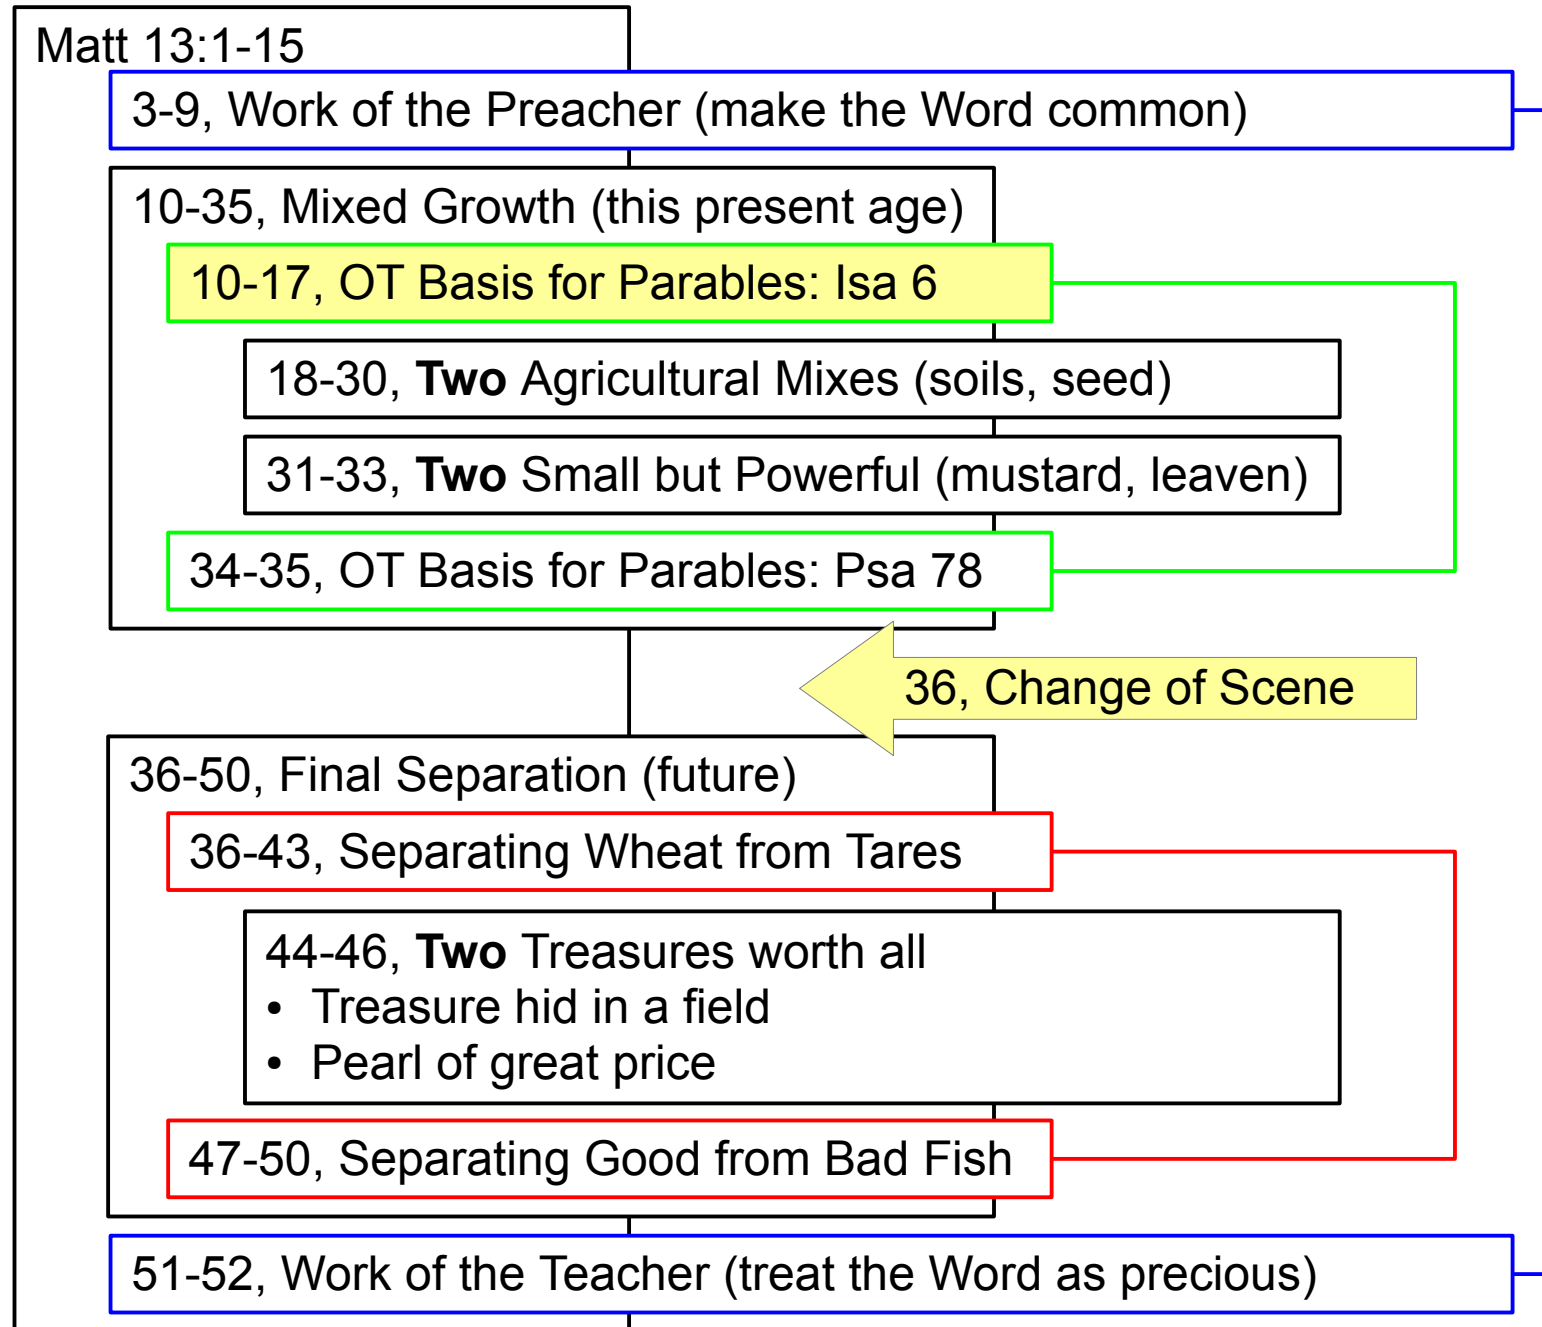 Matt 13:1-15
3-9, Work of the Preacher (make the Word common)
10-35, Mixed Growth (this present age)
10-17, OT Basis for Parables: Isa 6
18-30, Two Agricultural Mixes (soils, seed)
31-33, Two Small but Powerful (mustard, leaven)
34-35, OT Basis for Parables: Psa 78
36, Change of Scene
36-50, Final Separation (future)
36-43, Separating Wheat from Tares
44-46, Two Treasures worth all
• Treasure hid in a field
• Pearl of great price
47-50, Separating Good from Bad Fish
51-52, Work of the Teacher (treat the Word as precious)